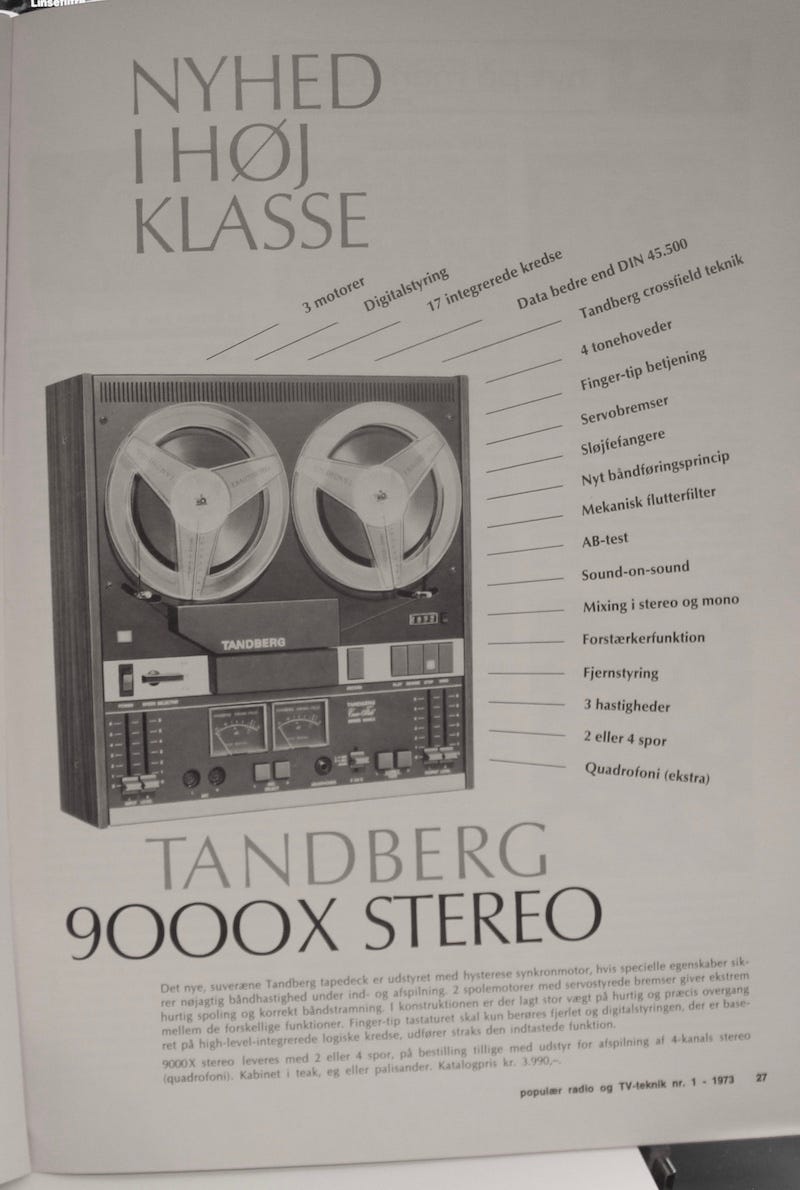 Linsefiltre
NYHED
I HØJ
KLASSE
3 motorer
Digitalstyring
17 integrerede kredse
Data bedre end DIN 45.500
Tandberg crossfield teknik
4 tonehoveder
Finger-tip betjening
Servobremser
Sløjfefangere
Nyt båndføringsprincip
Mekanisk flutterfilter
AB-test
Sound-on-sound
Mixing i stereo og mono
Forstærkerfunktion
Fjernstyring
3 hastigheder
2 eller 4 spor
Quadrofoni (ekstra)
TANDBERG
TANDBERG
TANDBERG
POWER SPEED SELECTOR
TANDBERG
9000X STEREO
Det nye, suveræne Tandberg tapedeck er udstyret med hysterese synkronmotor, hvis specielle egenskaber sik-
rer nøjagtig båndhastighed under ind- og afspilning. 2 spolemotorer med servostyrede bremser giver ekstrem
hurtig spoling og korrekt båndstramning. I konstruktionen er der lagt stor vægt på hurtig og præcis overgang
mellem de forskellige funktioner. Finger-tip tastaturet skal kun berøres fjerlet og digitalstyringen, der er base-
ret på high-level-integrerede logiske kredse, udfører straks den indtastede funktion.
9000X stereo leveres med 2 eller 4 spor, på bestilling tillige med udstyr for afspilning af 4-kanals stereo
(quadrofoni). Kabinet i teak, eg eller palisander. Katalogpris kr. 3.990,-.
populær radio og TV-teknik nr. 1 - 1973 27